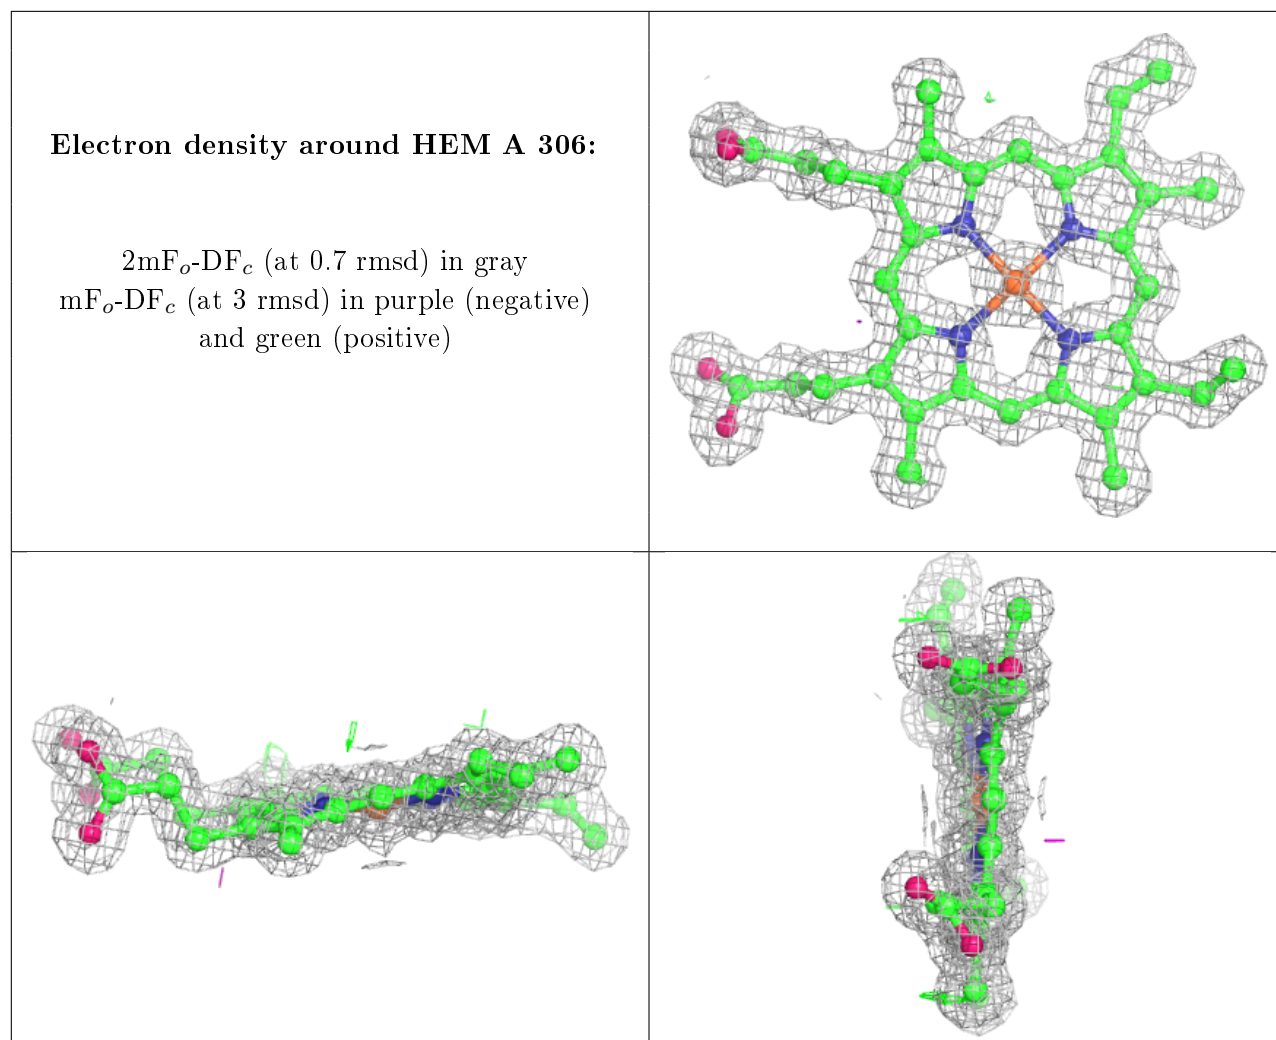 Electron density around HEM A 306:
2mFₒ-DF𝒸 (at 0.7 rmsd) in gray
mFₒ-DF𝒸 (at 3 rmsd) in purple (negative)
and green (positive)